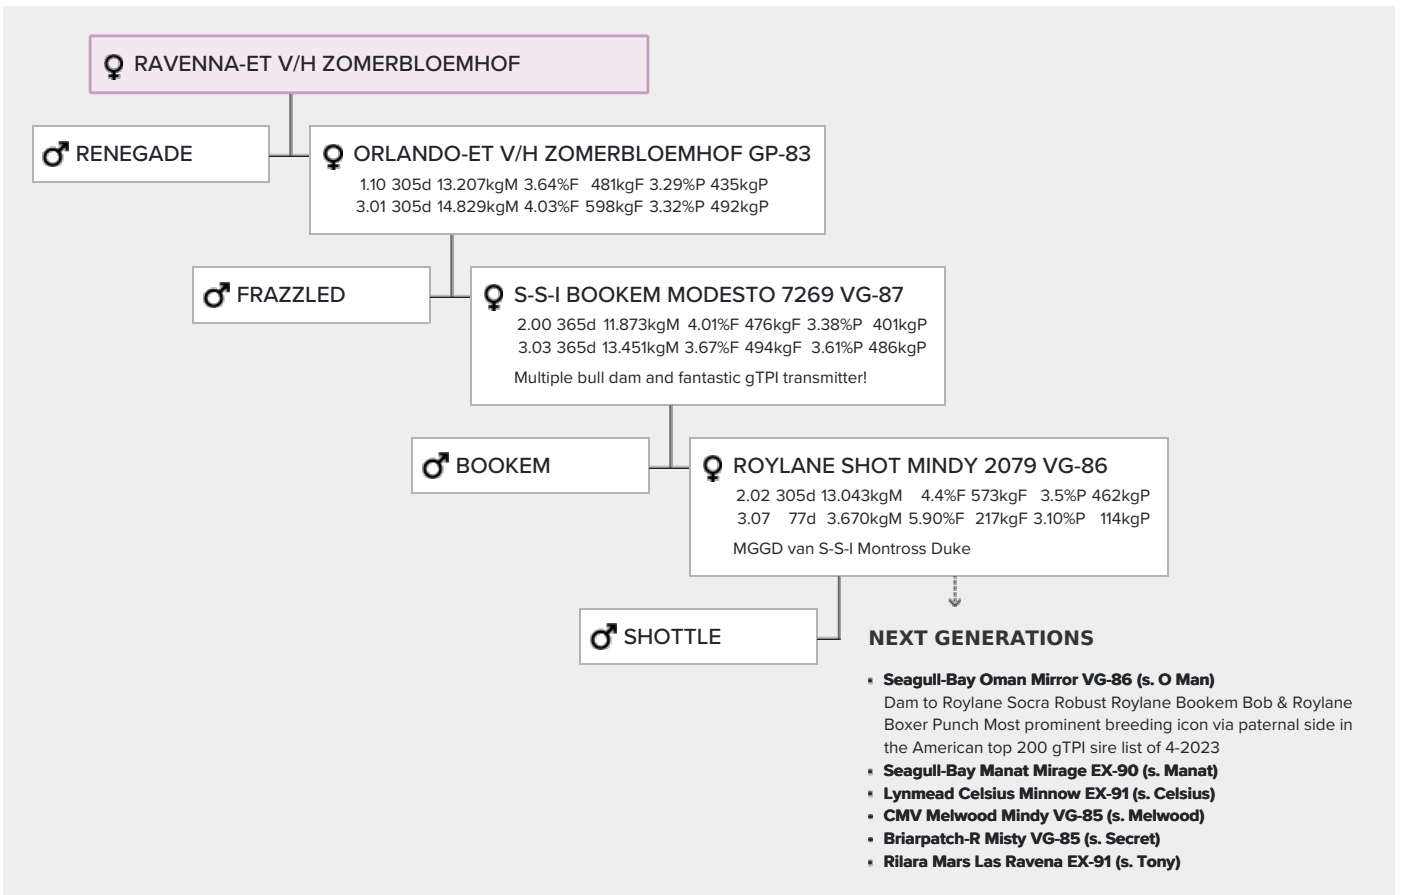 RAVENNA-ET V/H ZOMERBLOEMHOF
RENEGADE
ORLANDO-ET V/H ZOMERBLOEMHOF GP-83
1.10 305d 13.207kgM 3.64%F 481kgF 3.29%P 435kgP
3.01 305d 14.829kgM 4.03%F 598kgF 3.32%P 492kgP
FRAZZLED
S-S-I BOOKEM MODESTO 7269 VG-87
2.00 365d 11.873kgM 4.01%F 476kgF 3.38%P 401kgP
3.03 365d 13.451kgM 3.67%F 494kgF 3.61%P 486kgP
Multiple bull dam and fantastic gTPI transmitter!
BOOKEM
ROYLANE SHOT MINDY 2079 VG-86
2.02 305d 13.043kgM 4.4%F 573kgF 3.5%P 462kgP
3.07 77d 3.670kgM 5.90%F 217kgF 3.10%P 114kgP
MGGD van S-S-I Montross Duke
SHOTTLE
NEXT GENERATIONS
Seagull-Bay Oman Mirror VG-86 (s. O Man)
Dam to Roylane Socra Robust Roylane Bookem Bob & Roylane
Boxer Punch Most prominent breeding icon via paternal side in
the American top 200 gTPI sire list of 4-2023
Seagull-Bay Manat Mirage EX-90 (s. Manat)
Lynmead Celsius Minnow EX-91 (s. Celsius)
CMV Melwood Mindy VG-85 (s. Melwood)
Briarpatch-R Misty VG-85 (s. Secret)
Rilara Mars Las Ravena EX-91 (s. Tony)